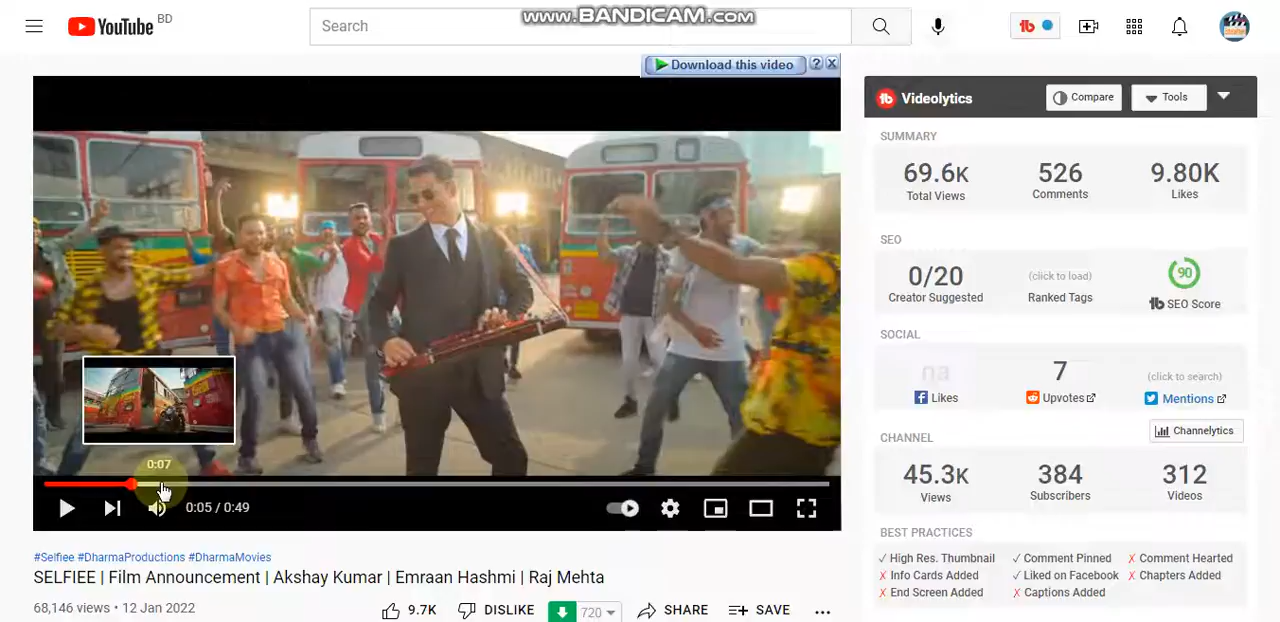 YouTube BD
Search
www.BANDICAM.com
Download this video ? X
Videolytics
Compare
Tools
SUMMARY
69.6K
Total Views
526
Comments
9.80K
Likes
SEO
0/20
Creator Suggested
(click to load)
Ranked Tags
90
SEO Score
SOCIAL
na
Likes
7
Upvotes
(click to search)
Mentions
Channelytics
CHANNEL
45.3K
Views
384
Subscribers
312
Videos
BEST PRACTICES
✓ High Res. Thumbnail ✓ Comment Pinned ✗ Comment Hearted
✗ Info Cards Added ✓ Liked on Facebook ✗ Chapters Added
✗ End Screen Added ✗ Captions Added
0:07
0:05 / 0:49
#Selfiee #DharmaProductions #DharmaMovies
SELFIEE | Film Announcement | Akshay Kumar | Emraan Hashmi | Raj Mehta
68,146 views • 12 Jan 2022
9.7K DISLIKE 720 SHARE SAVE